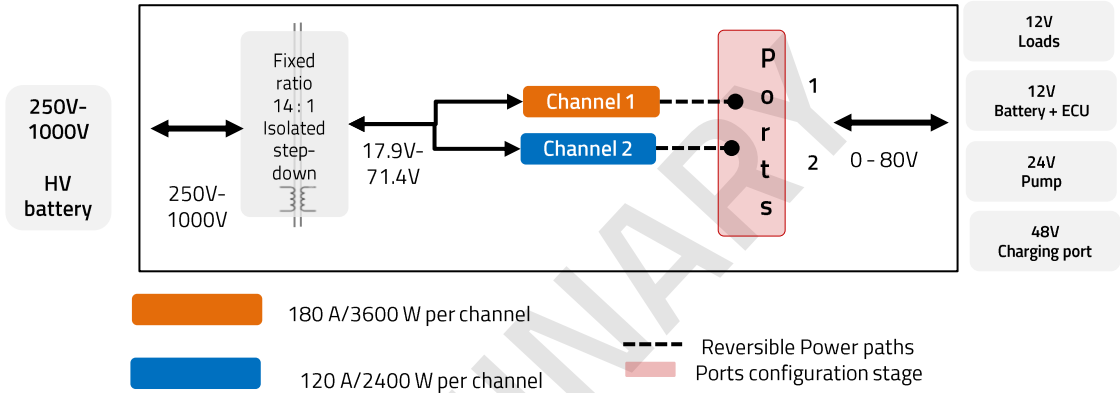 250V-
1000V
HV
battery
Fixed
ratio
14 : 1
Isolated
step-
down
250V-
1000V
17.9V-
71.4V
Channel 1
Channel 2
P
o
r
t
s
1
2
0 - 80V
12V
Loads
12V
Battery + ECU
24V
Pump
48V
Charging port
180 A/3600 W per channel
120 A/2400 W per channel
Reversible Power paths
Ports configuration stage